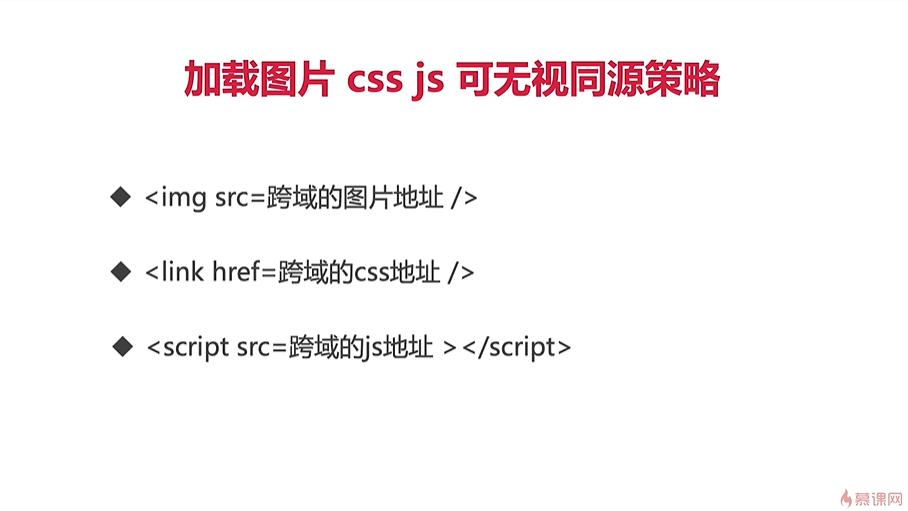 加载图片 css js 可无视同源策略
◆ <img src=跨域的图片地址 />
◆ <link href=跨域的css地址 />
◆ <script src=跨域的js地址 ></script>
慕课网